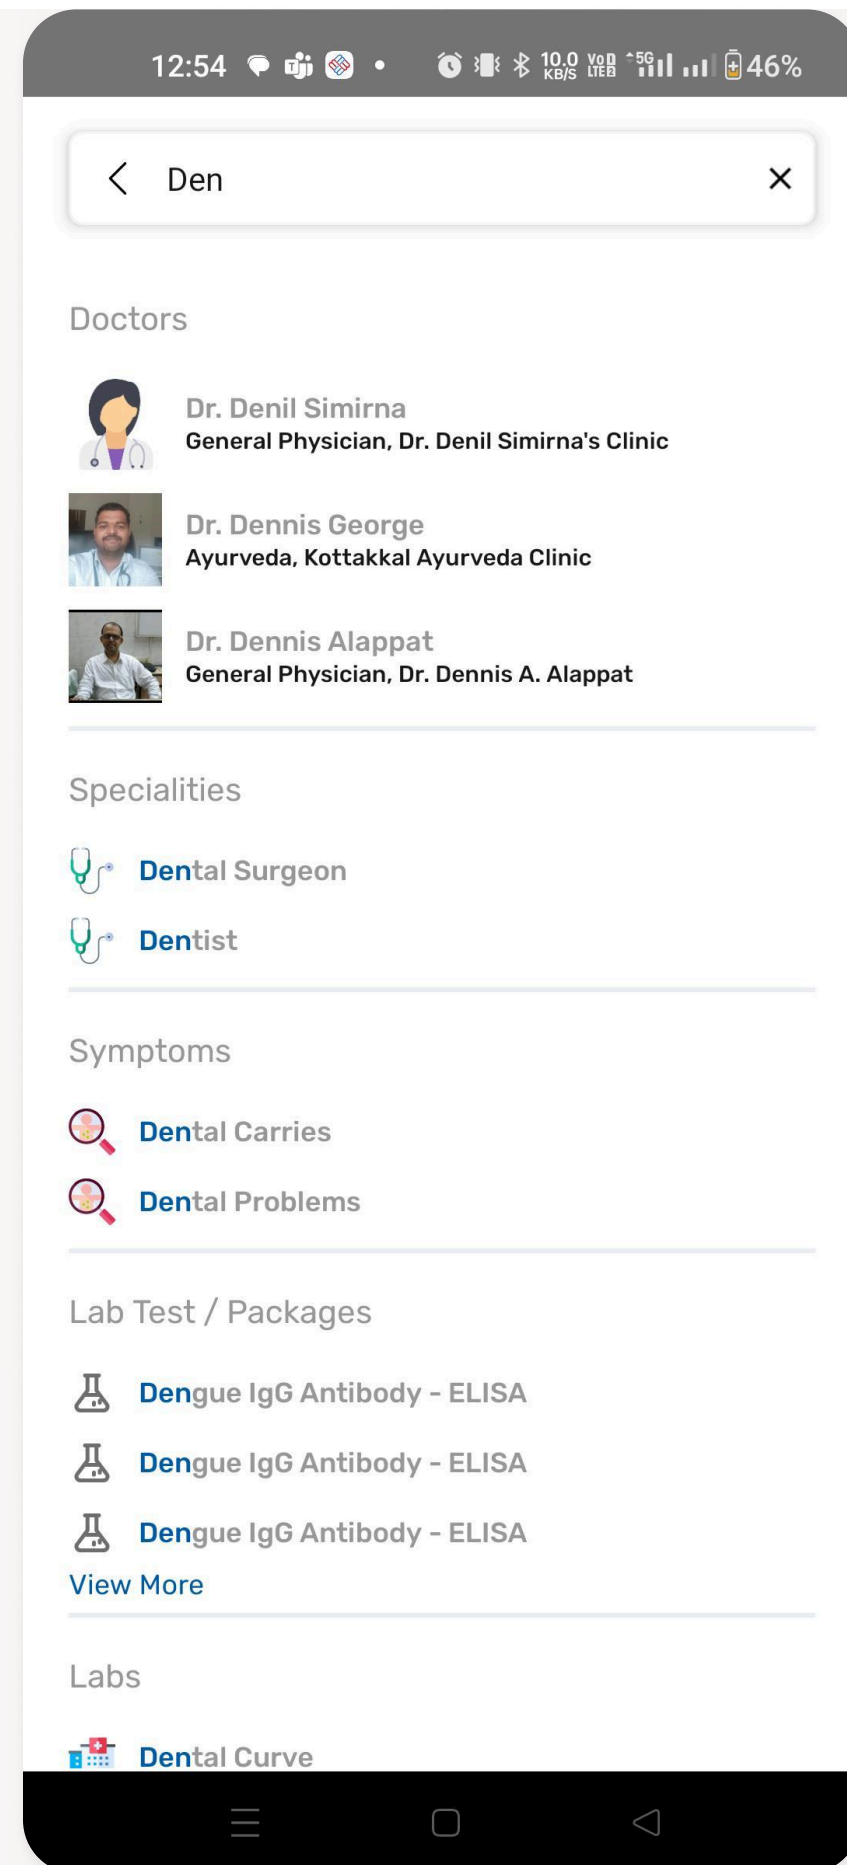 12:54
10.0
KB/S
VoD
LTE2
5G
46%
Den
Doctors
Dr. Denil Simirna
General Physician, Dr. Denil Simirna's Clinic
Dr. Dennis George
Ayurveda, Kottakkal Ayurveda Clinic
Dr. Dennis Alappat
General Physician, Dr. Dennis A. Alappat
Specialities
Dental Surgeon
Dentist
Symptoms
Dental Carries
Dental Problems
Lab Test / Packages
Dengue IgG Antibody - ELISA
Dengue IgG Antibody - ELISA
Dengue IgG Antibody - ELISA
View More
Labs
Dental Curve